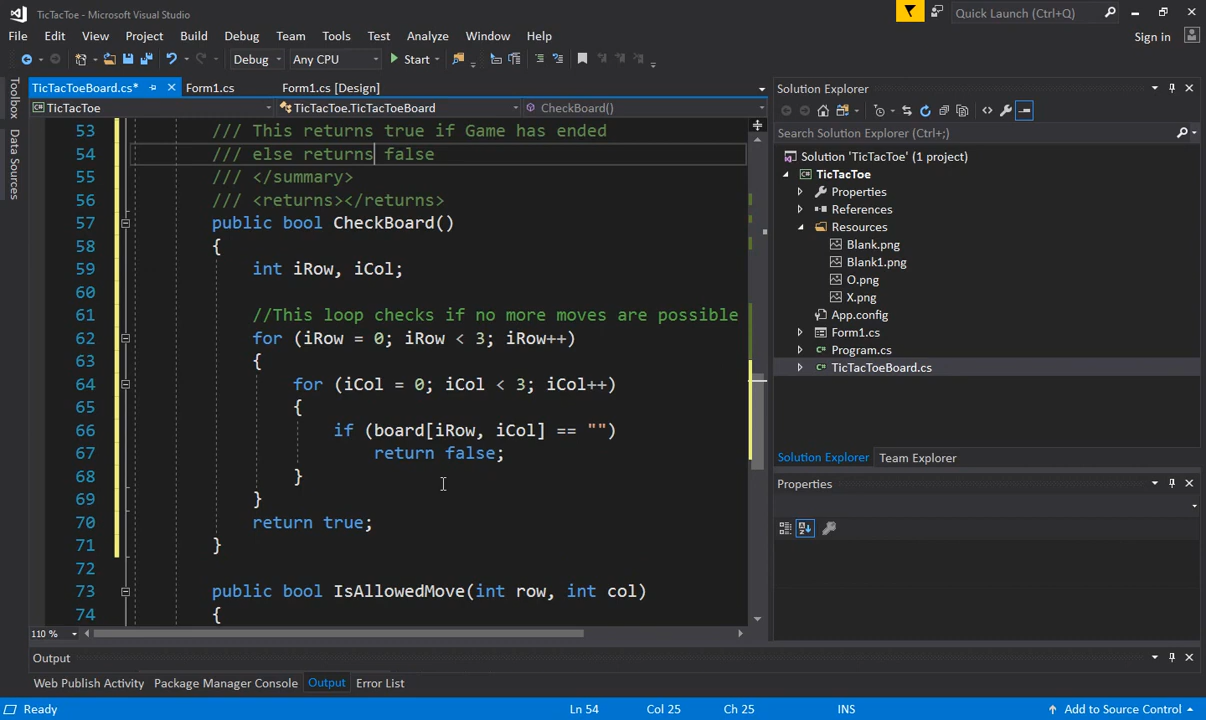 TicTacToe - Microsoft Visual Studio
Quick Launch (Ctrl+Q)
File Edit View Project Build Debug Team Tools Test Analyze Window Help
Sign in
Debug Any CPU Start
Toolbox
Data Sources
TicTacToeBoard.cs* Form1.cs Form1.cs [Design]
TicTacToe TicTacToe.TicTacToeBoard CheckBoard()
53 /// This returns true if Game has ended
54 /// else returns false
55 /// </summary>
56 /// <returns></returns>
57 public bool CheckBoard()
58 {
59 int iRow, iCol;
60
61 //This loop checks if no more moves are possible
62 for (iRow = 0; iRow < 3; iRow++)
63 {
64 for (iCol = 0; iCol < 3; iCol++)
65 {
66 if (board[iRow, iCol] == "")
67 return false;
68 }
69 }
70 return true;
71 }
72
73 public bool IsAllowedMove(int row, int col)
74 {
110 %
Solution Explorer
Search Solution Explorer (Ctrl+;)
Solution 'TicTacToe' (1 project)
TicTacToe
Properties
References
Resources
Blank.png
Blank1.png
O.png
X.png
App.config
Form1.cs
Program.cs
TicTacToeBoard.cs
Solution Explorer Team Explorer
Properties
Output
Web Publish Activity Package Manager Console Output Error List
Ready Ln 54 Col 25 Ch 25 INS Add to Source Control